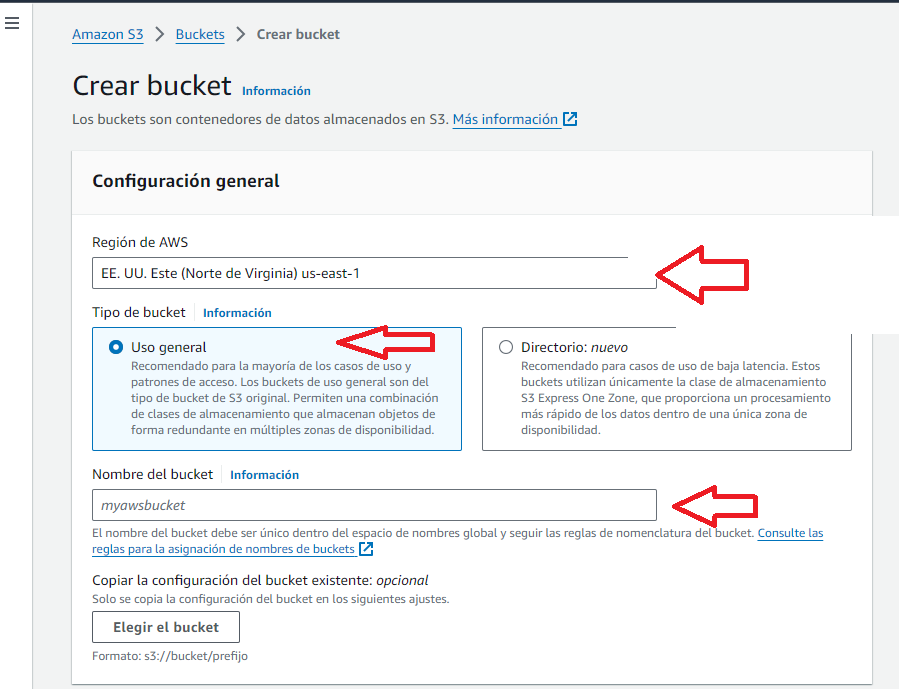 Amazon S3 > Buckets > Crear bucket
Crear bucket Información
Los buckets son contenedores de datos almacenados en S3. Más información
Configuración general
Región de AWS
EE. UU. Este (Norte de Virginia) us-east-1
Tipo de bucket Información
Uso general
Recomendado para la mayoría de los casos de uso y
patrones de acceso. Los buckets de uso general son del
tipo de bucket de S3 original. Permiten una combinación
de clases de almacenamiento que almacenan objetos de
forma redundante en múltiples zonas de disponibilidad.
Directorio: nuevo
Recomendado para casos de uso de baja latencia. Estos
buckets utilizan únicamente la clase de almacenamiento
S3 Express One Zone, que proporciona un procesamiento
más rápido de los datos dentro de una única zona de
disponibilidad.
Nombre del bucket Información
myawsbucket
El nombre del bucket debe ser único dentro del espacio de nombres global y seguir las reglas de nomenclatura del bucket. Consulte las
reglas para la asignación de nombres de buckets
Copiar la configuración del bucket existente: opcional
Solo se copia la configuración del bucket en los siguientes ajustes.
Elegir el bucket
Formato: s3://bucket/prefijo